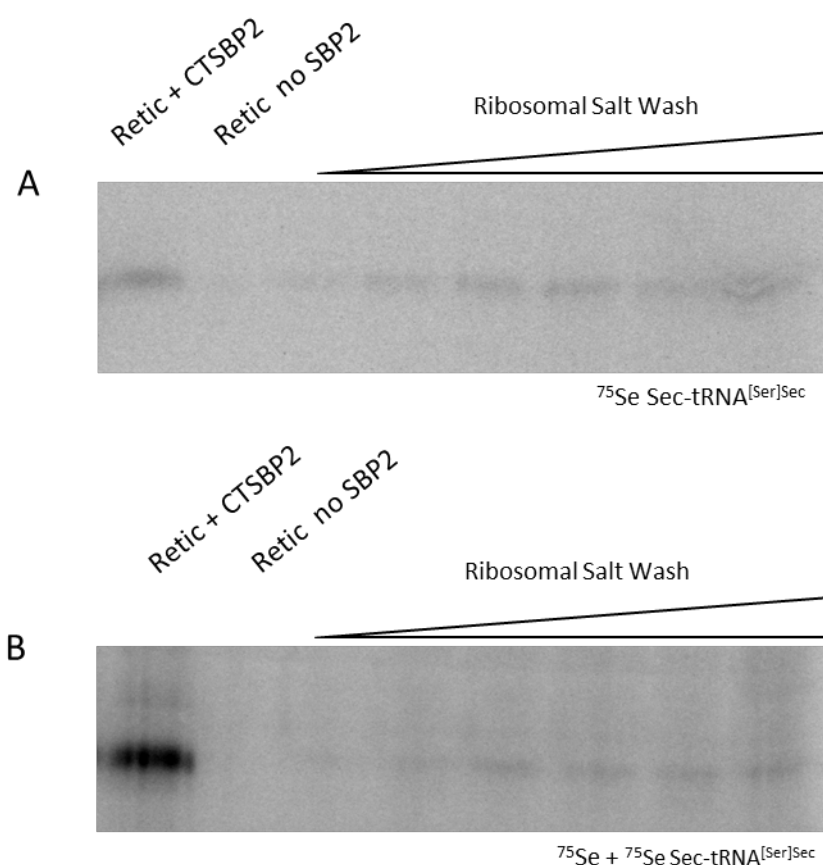 Retic + CTSBP2
Retic no SBP2
Ribosomal Salt Wash
A
⁷⁵Se Sec-tRNA^[Ser]Sec
Retic + CTSBP2
Retic no SBP2
Ribosomal Salt Wash
B
⁷⁵Se + ⁷⁵Se Sec-tRNA^[Ser]Sec